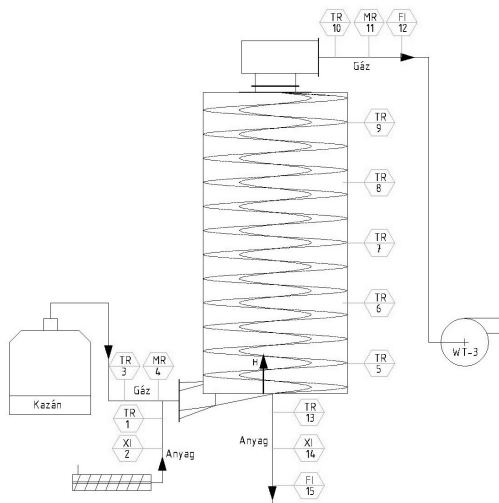 TR MR FI
10 11 12
Gáz
TR
9
TR
8
TR
7
TR
6
TR
5
WT-3
H
Kazán
TR MR
3 4
Gáz
TR
1
XI
2
Anyag
TR
13
Anyag
XI
14
FI
15